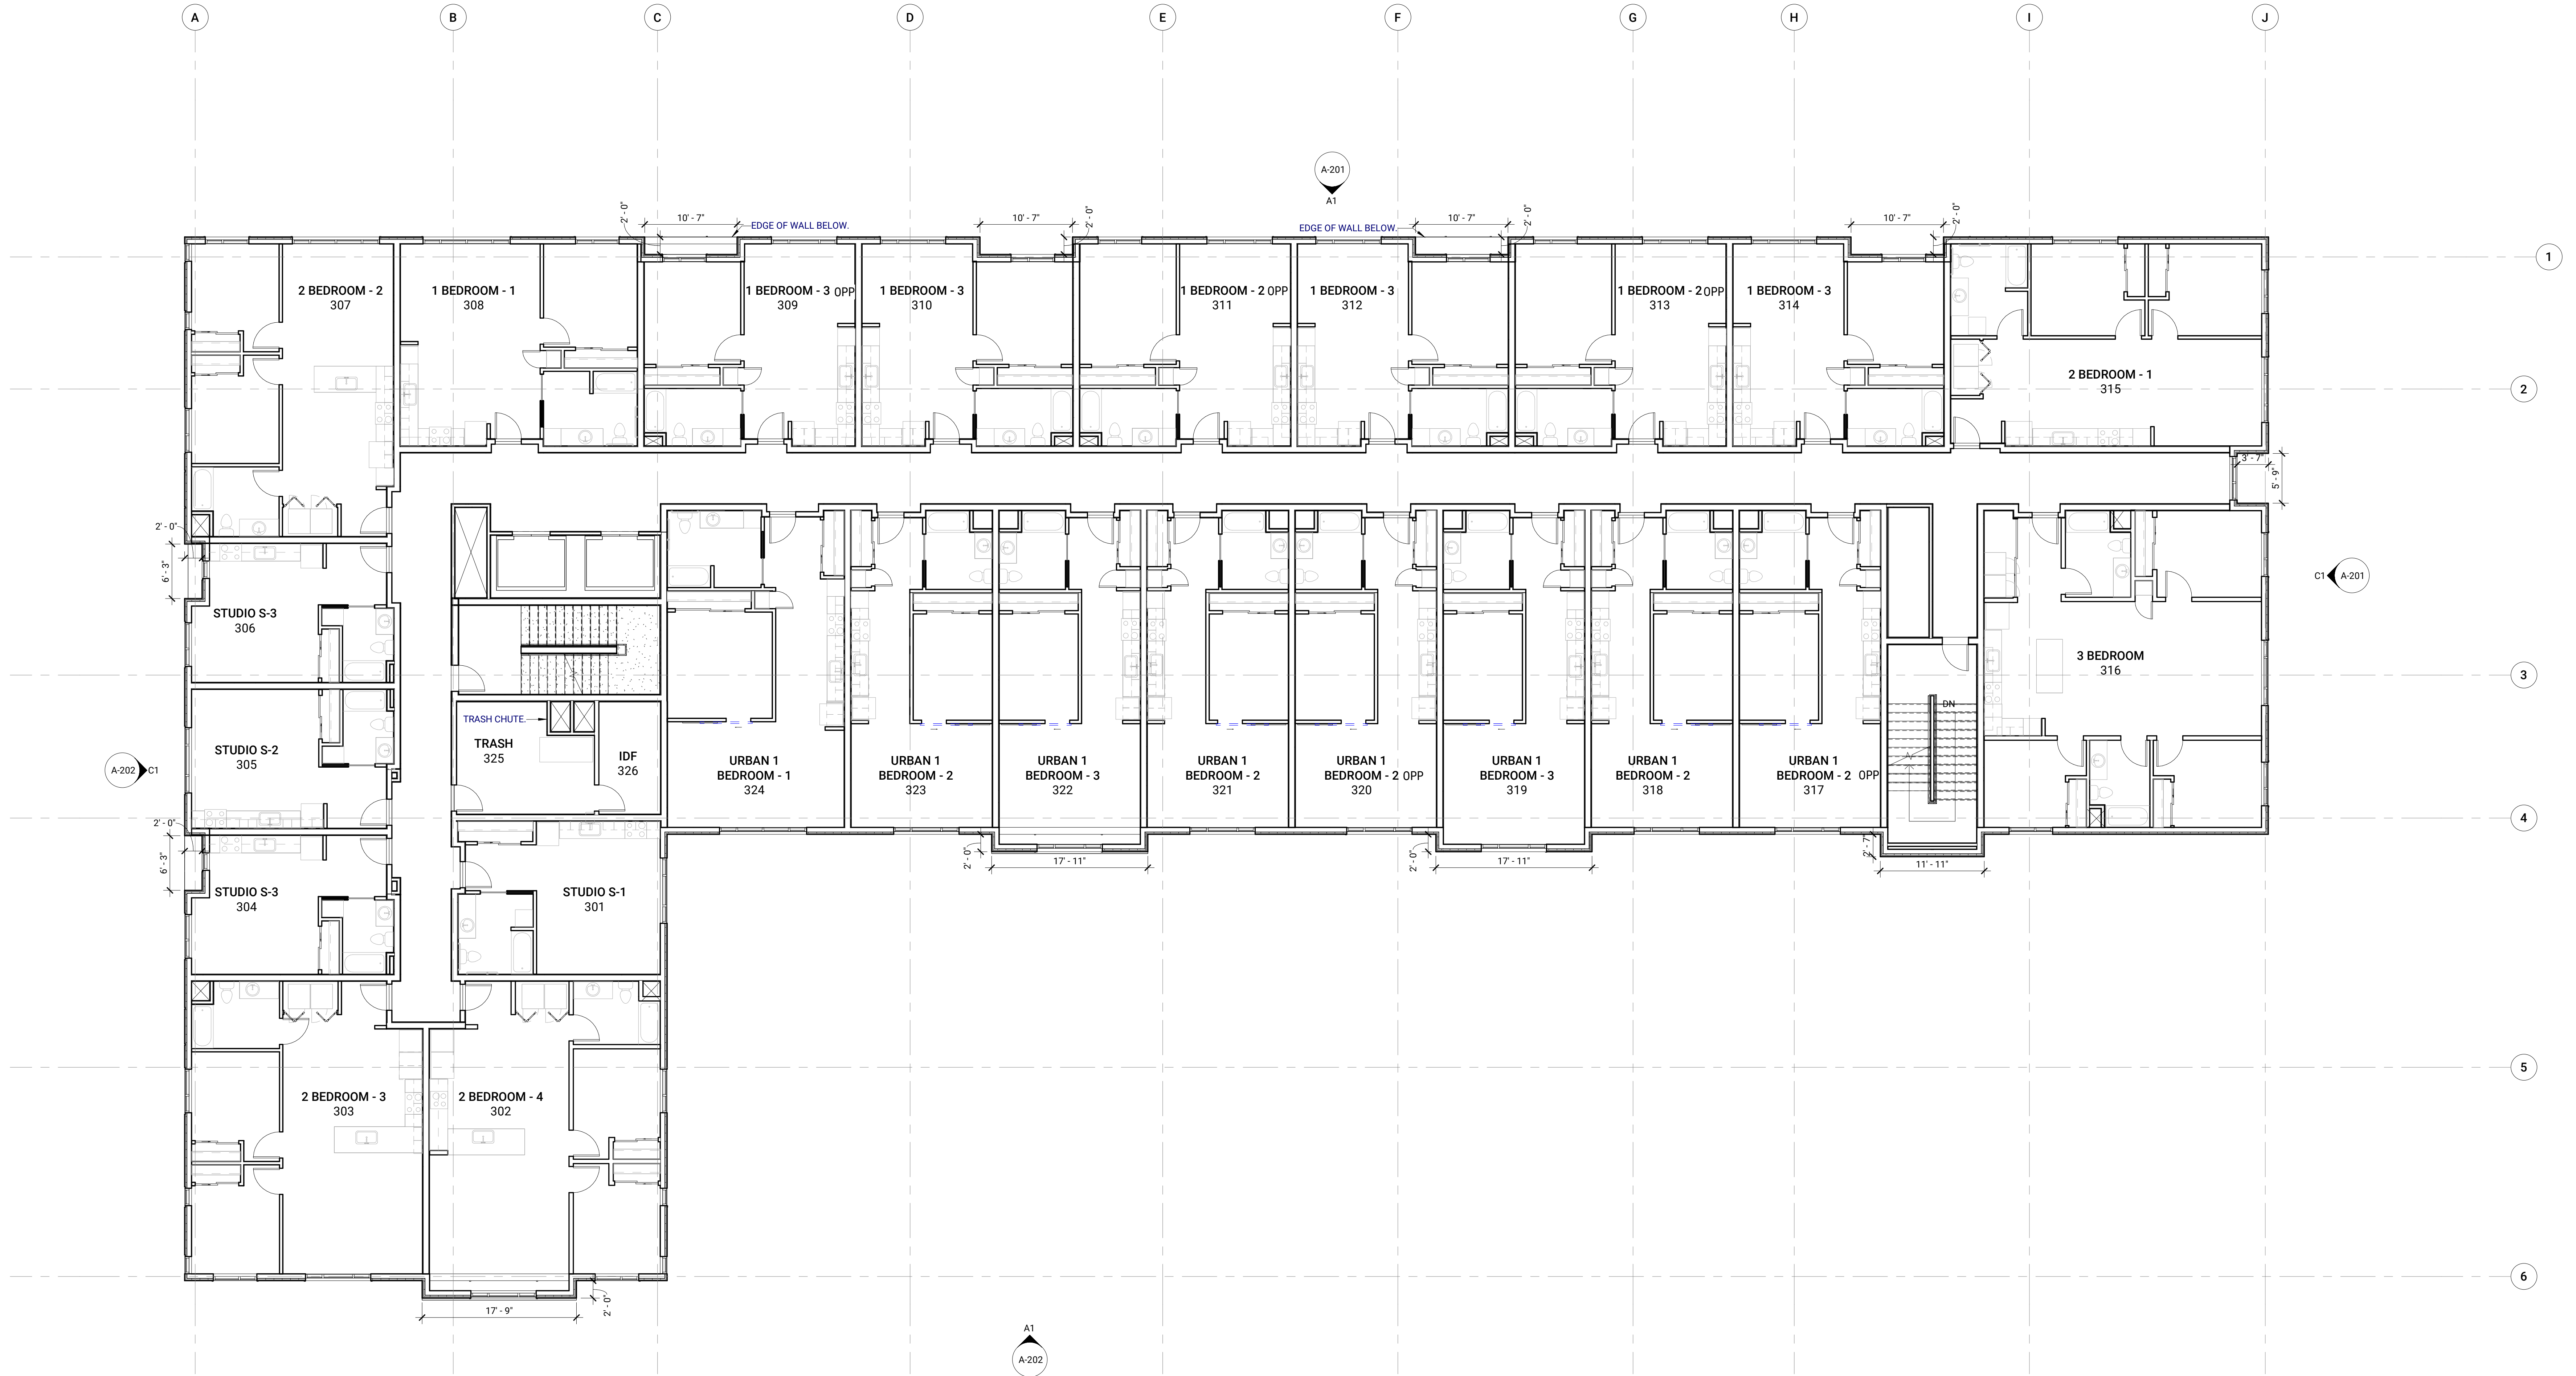 A B C D E F G H I J
A-201
A1
2' - 0" 10' - 7" EDGE OF WALL BELOW. 10' - 7" 2' - 0" EDGE OF WALL BELOW. 10' - 7" 2' - 0" 10' - 7" 2' - 0"
1
2 BEDROOM - 2
307
1 BEDROOM - 1
308
1 BEDROOM - 3 OPP
309
1 BEDROOM - 3
310
1 BEDROOM - 2 OPP
311
1 BEDROOM - 3
312
1 BEDROOM - 2 OPP
313
1 BEDROOM - 3
314
2 BEDROOM - 1
315
2
3' - 7"
5' - 9"
2' - 0"
6' - 3"
C1 A-201
STUDIO S-3
306
3 BEDROOM
316
3
DN
TRASH CHUTE.
TRASH
325
IDF
326
STUDIO S-2
305
A-202 C1
URBAN 1
BEDROOM - 1
324
URBAN 1
BEDROOM - 2
323
URBAN 1
BEDROOM - 3
322
URBAN 1
BEDROOM - 2
321
URBAN 1
BEDROOM - 2 OPP
320
URBAN 1
BEDROOM - 3
319
URBAN 1
BEDROOM - 2
318
URBAN 1
BEDROOM - 2 OPP
317
4
2' - 0"
6' - 3"
2' - 0"
17' - 11"
2' - 0"
17' - 11"
2' - 7"
11' - 11"
STUDIO S-3
304
STUDIO S-1
301
5
2 BEDROOM - 3
303
2 BEDROOM - 4
302
6
17' - 9"
2' - 0"
A1
A-202